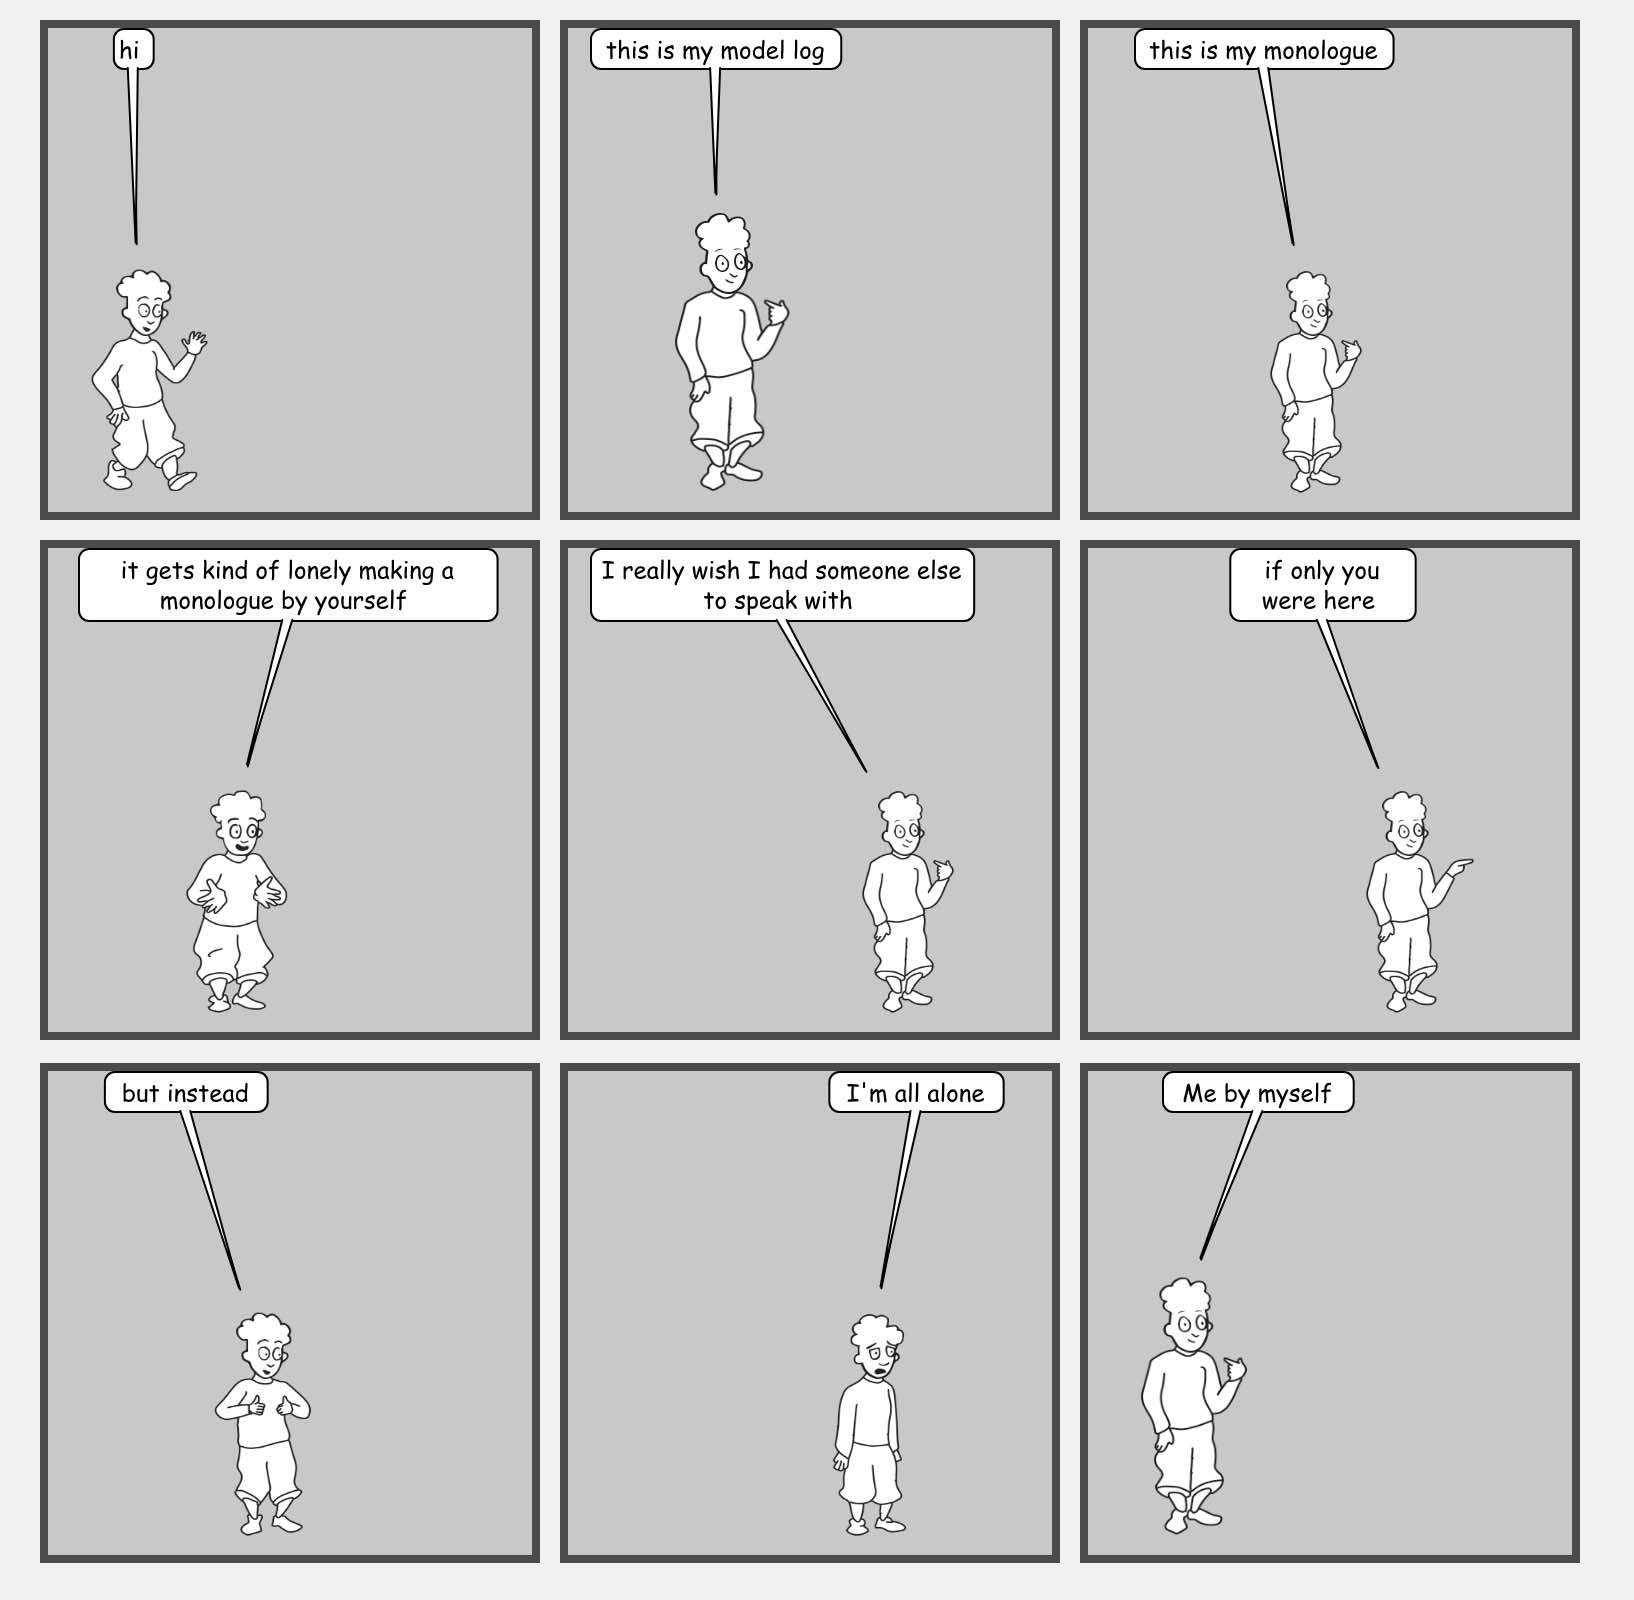 hi
this is my model log
this is my monologue
it gets kind of lonely making a
monologue by yourself
I really wish I had someone else
to speak with
if only you
were here
but instead
I'm all alone
Me by myself